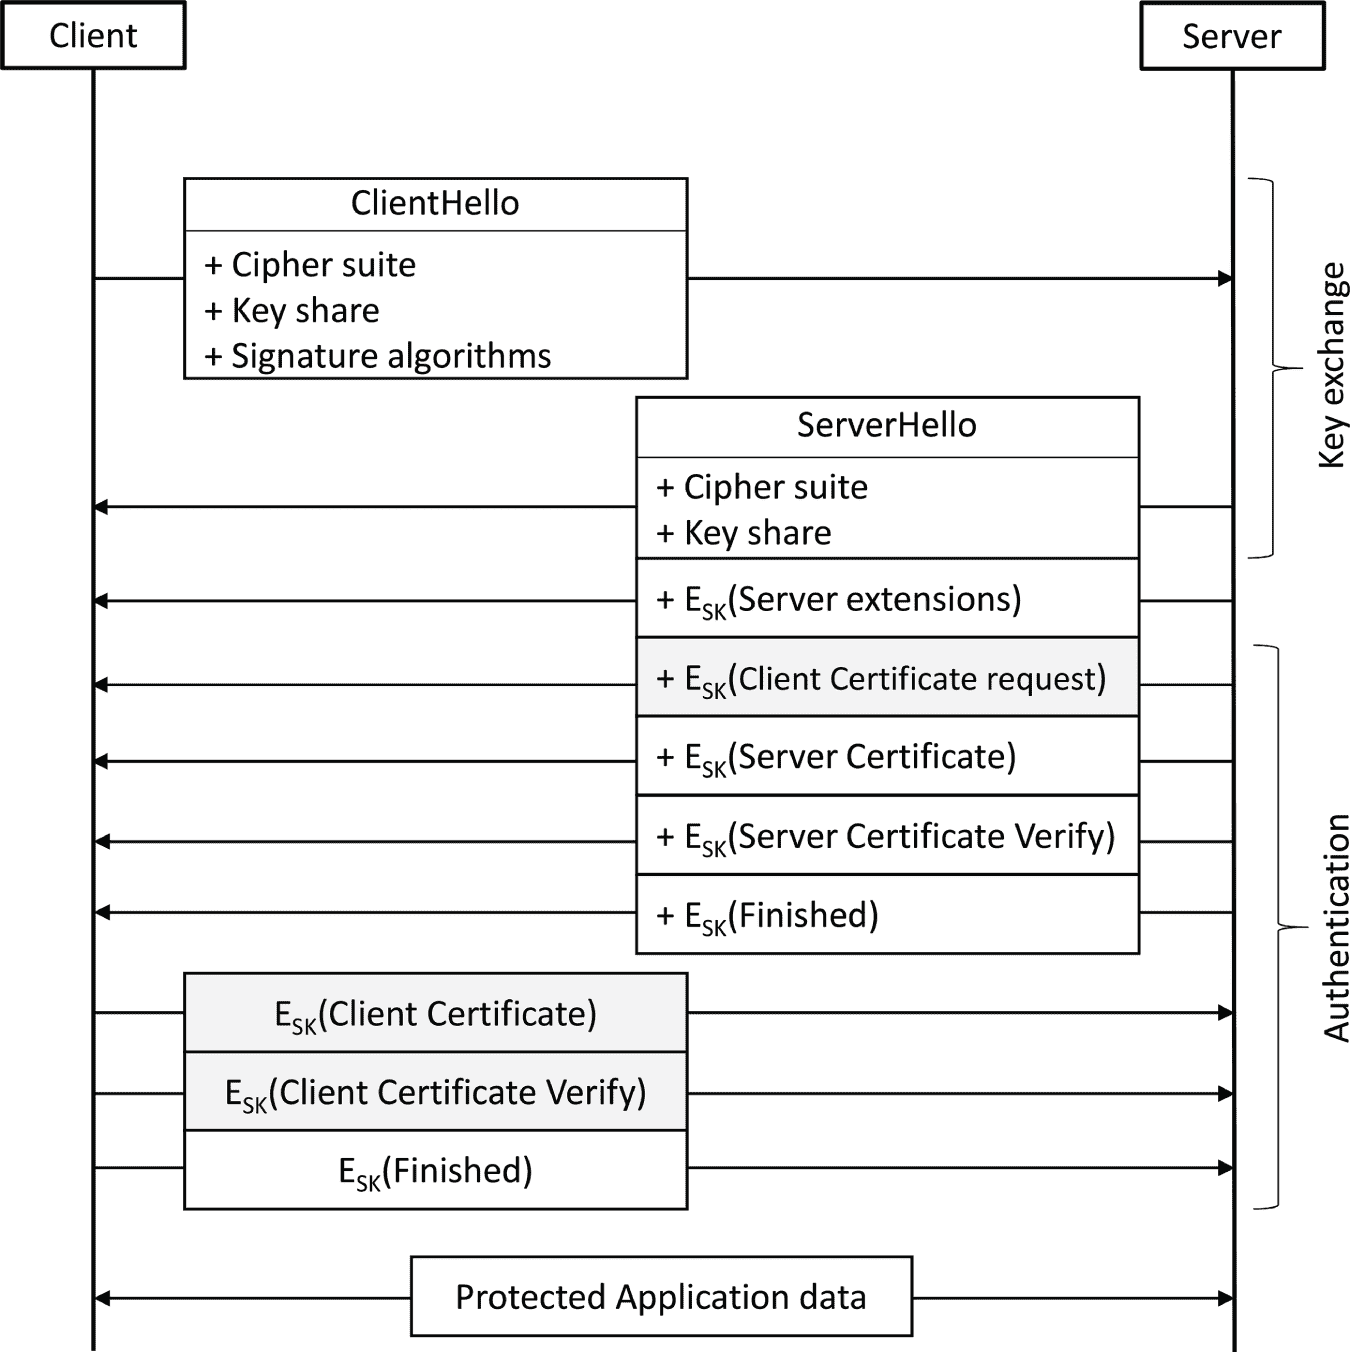 Client
Server
ClientHello
+ Cipher suite
+ Key share
+ Signature algorithms
Key exchange
ServerHello
+ Cipher suite
+ Key share
+ ESK(Server extensions)
+ ESK(Client Certificate request)
+ ESK(Server Certificate)
+ ESK(Server Certificate Verify)
+ ESK(Finished)
Authentication
ESK(Client Certificate)
ESK(Client Certificate Verify)
ESK(Finished)
Protected Application data